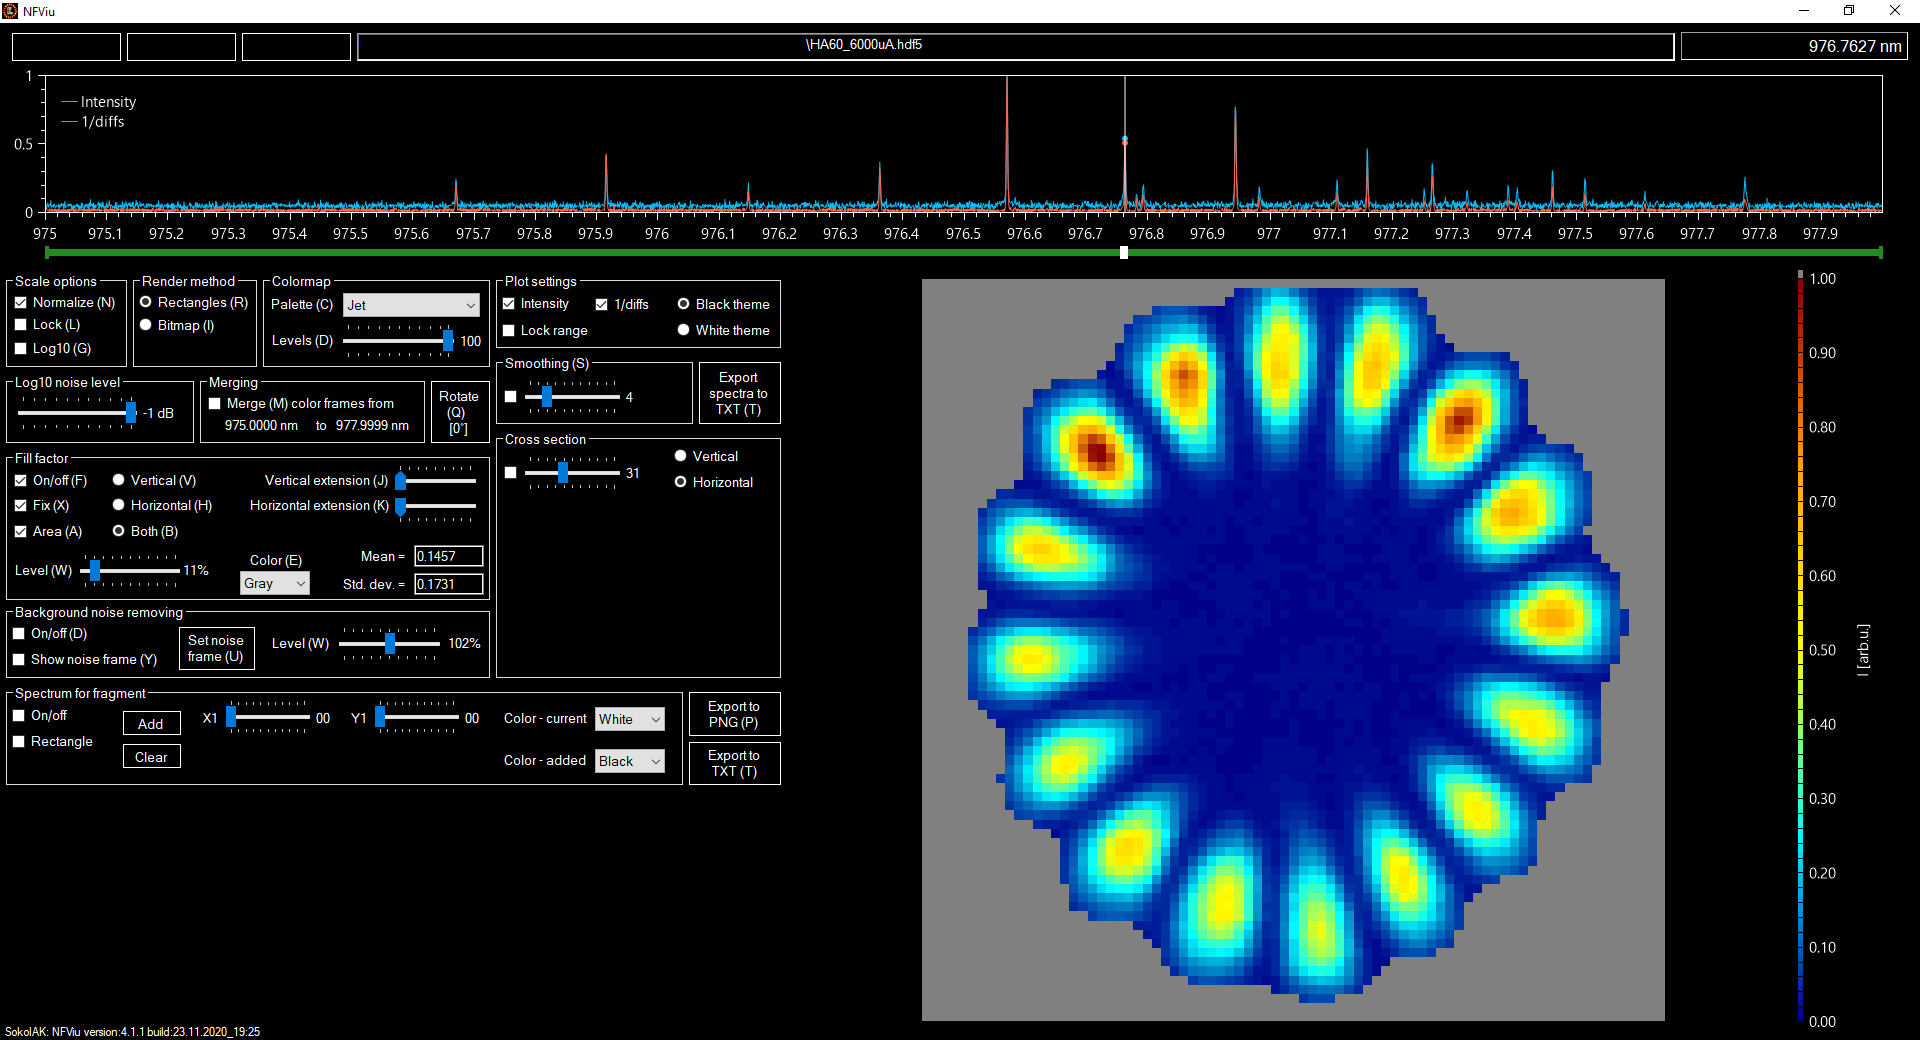 NFViu
\HA60_6000uA.hdf5
976.7627 nm
1
0.5
0
Intensity
1/diffs
975 975.1 975.2 975.3 975.4 975.5 975.6 975.7 975.8 975.9 976 976.1 976.2 976.3 976.4 976.5 976.6 976.7 976.8 976.9 977 977.1 977.2 977.3 977.4 977.5 977.6 977.7 977.8 977.9
Scale options
Normalize (N)
Lock (L)
Log10 (G)
Render method
Rectangles (R)
Bitmap (I)
Colormap
Palette (C) Jet
Levels (D) 100
Plot settings
Intensity 1/diffs Black theme
Lock range White theme
Log10 noise level
-1 dB
Merging
Merge (M) color frames from
975.0000 nm to 977.9999 nm
Rotate
(Q)
[0°]
Smoothing (S)
4
Export
spectra to
TXT (T)
Cross section
31
Vertical
Horizontal
Fill factor
On/off (F) Vertical (V) Vertical extension (J)
Fix (X) Horizontal (H) Horizontal extension (K)
Area (A) Both (B)
Level (W) 11%
Color (E)
Gray
Mean = 0.1457
Std. dev. = 0.1731
Background noise removing
On/off (D)
Show noise frame (Y)
Set noise
frame (U)
Level (W) 102%
Spectrum for fragment
On/off
Rectangle
Add
Clear
X1 00 Y1 00
Color - current White
Color - added Black
Export to
PNG (P)
Export to
TXT (T)
1.00
0.90
0.80
0.70
0.60
0.50
0.40
0.30
0.20
0.10
0.00
I [arb.u.]
SokolAK: NFViu version:4.1.1 build:23.11.2020_19:25